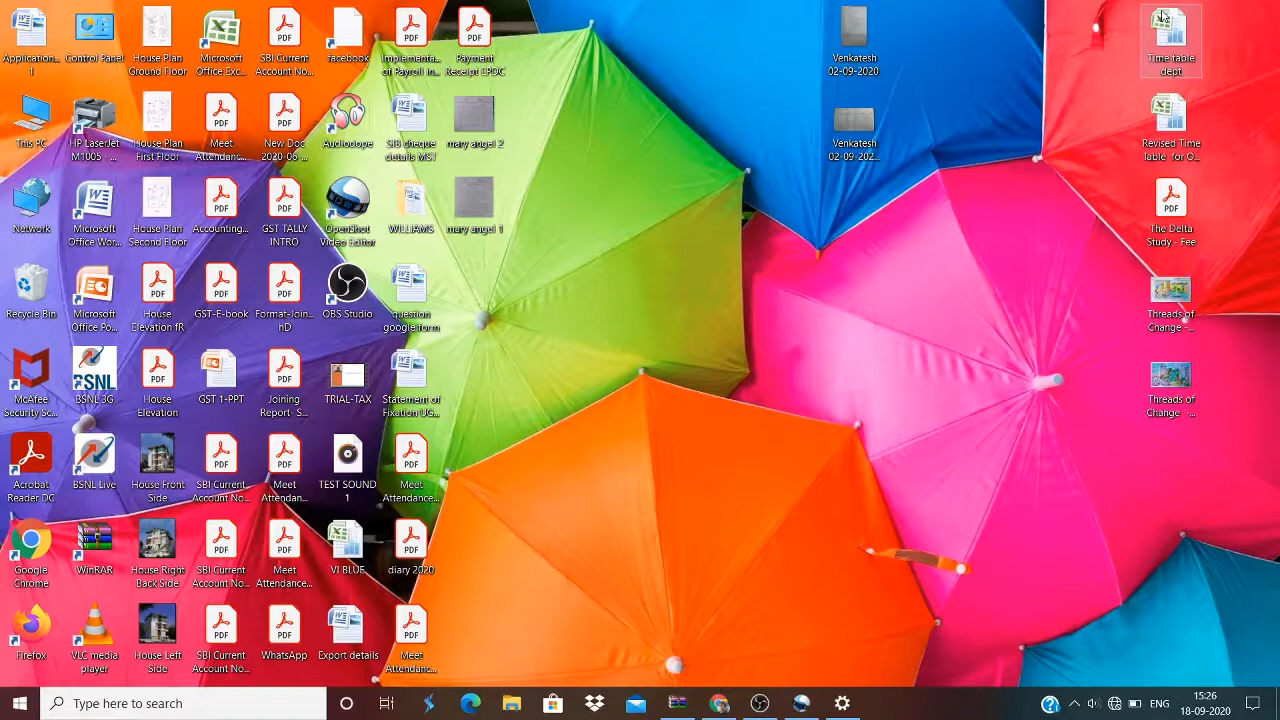 Application...
1
Control Panel
House Plan
Ground Floor
Microsoft
Office Exc...
SBI Current
Account No...
facebook
Implementa...
of Payroll in...
Payment
Receipt EPDC
Venkatesh
02-09-2020
Time table
dept
This PC
HP LaserJet
M1005 - ...
House Plan
First Floor
Meet
Attendanc...
New Doc
2020-06-...
Audiodope
SIB cheque
details MST
mary angel 2
Venkatesh
02-09-202...
Revised Time
Table for O...
Network
Microsoft
Office Wor...
House Plan
Second Floor
Accounting...
GST TALLY
INTRO
OpenShot
Video Editor
WILLIAMS
mary angel 1
The Delta
Study - Fee
Recycle Bin
Microsoft
Office Po...
House
Elevation fR
GST-E-book
Format-Join...
hD
OBS Studio
question
google form
Threads of
Change -...
McAfee
Security Sc...
BSNL 3G
House
Elevation
GST 1-PPT
Joining
Report- S...
TRIAL-TAX
Statement of
Fixation UG...
Threads of
Change -...
Acrobat
Reader DC
BSNL Live
House Front
Side
SBI Current
Account No...
Meet
Attendan...
TEST SOUND
1
Meet
Attendance...
Google
Chrome
WinRAR
House Right
Back Side
SBI Current
Account No...
Meet
Attendance...
VI BLUE
diary 2020
Firefox
VLC media
player
House Left
Side
SBI Current
Account No...
WhatsApp
Export details
Meet
Attendanc...
Type here to search
ENG
15:26
18-09-2020